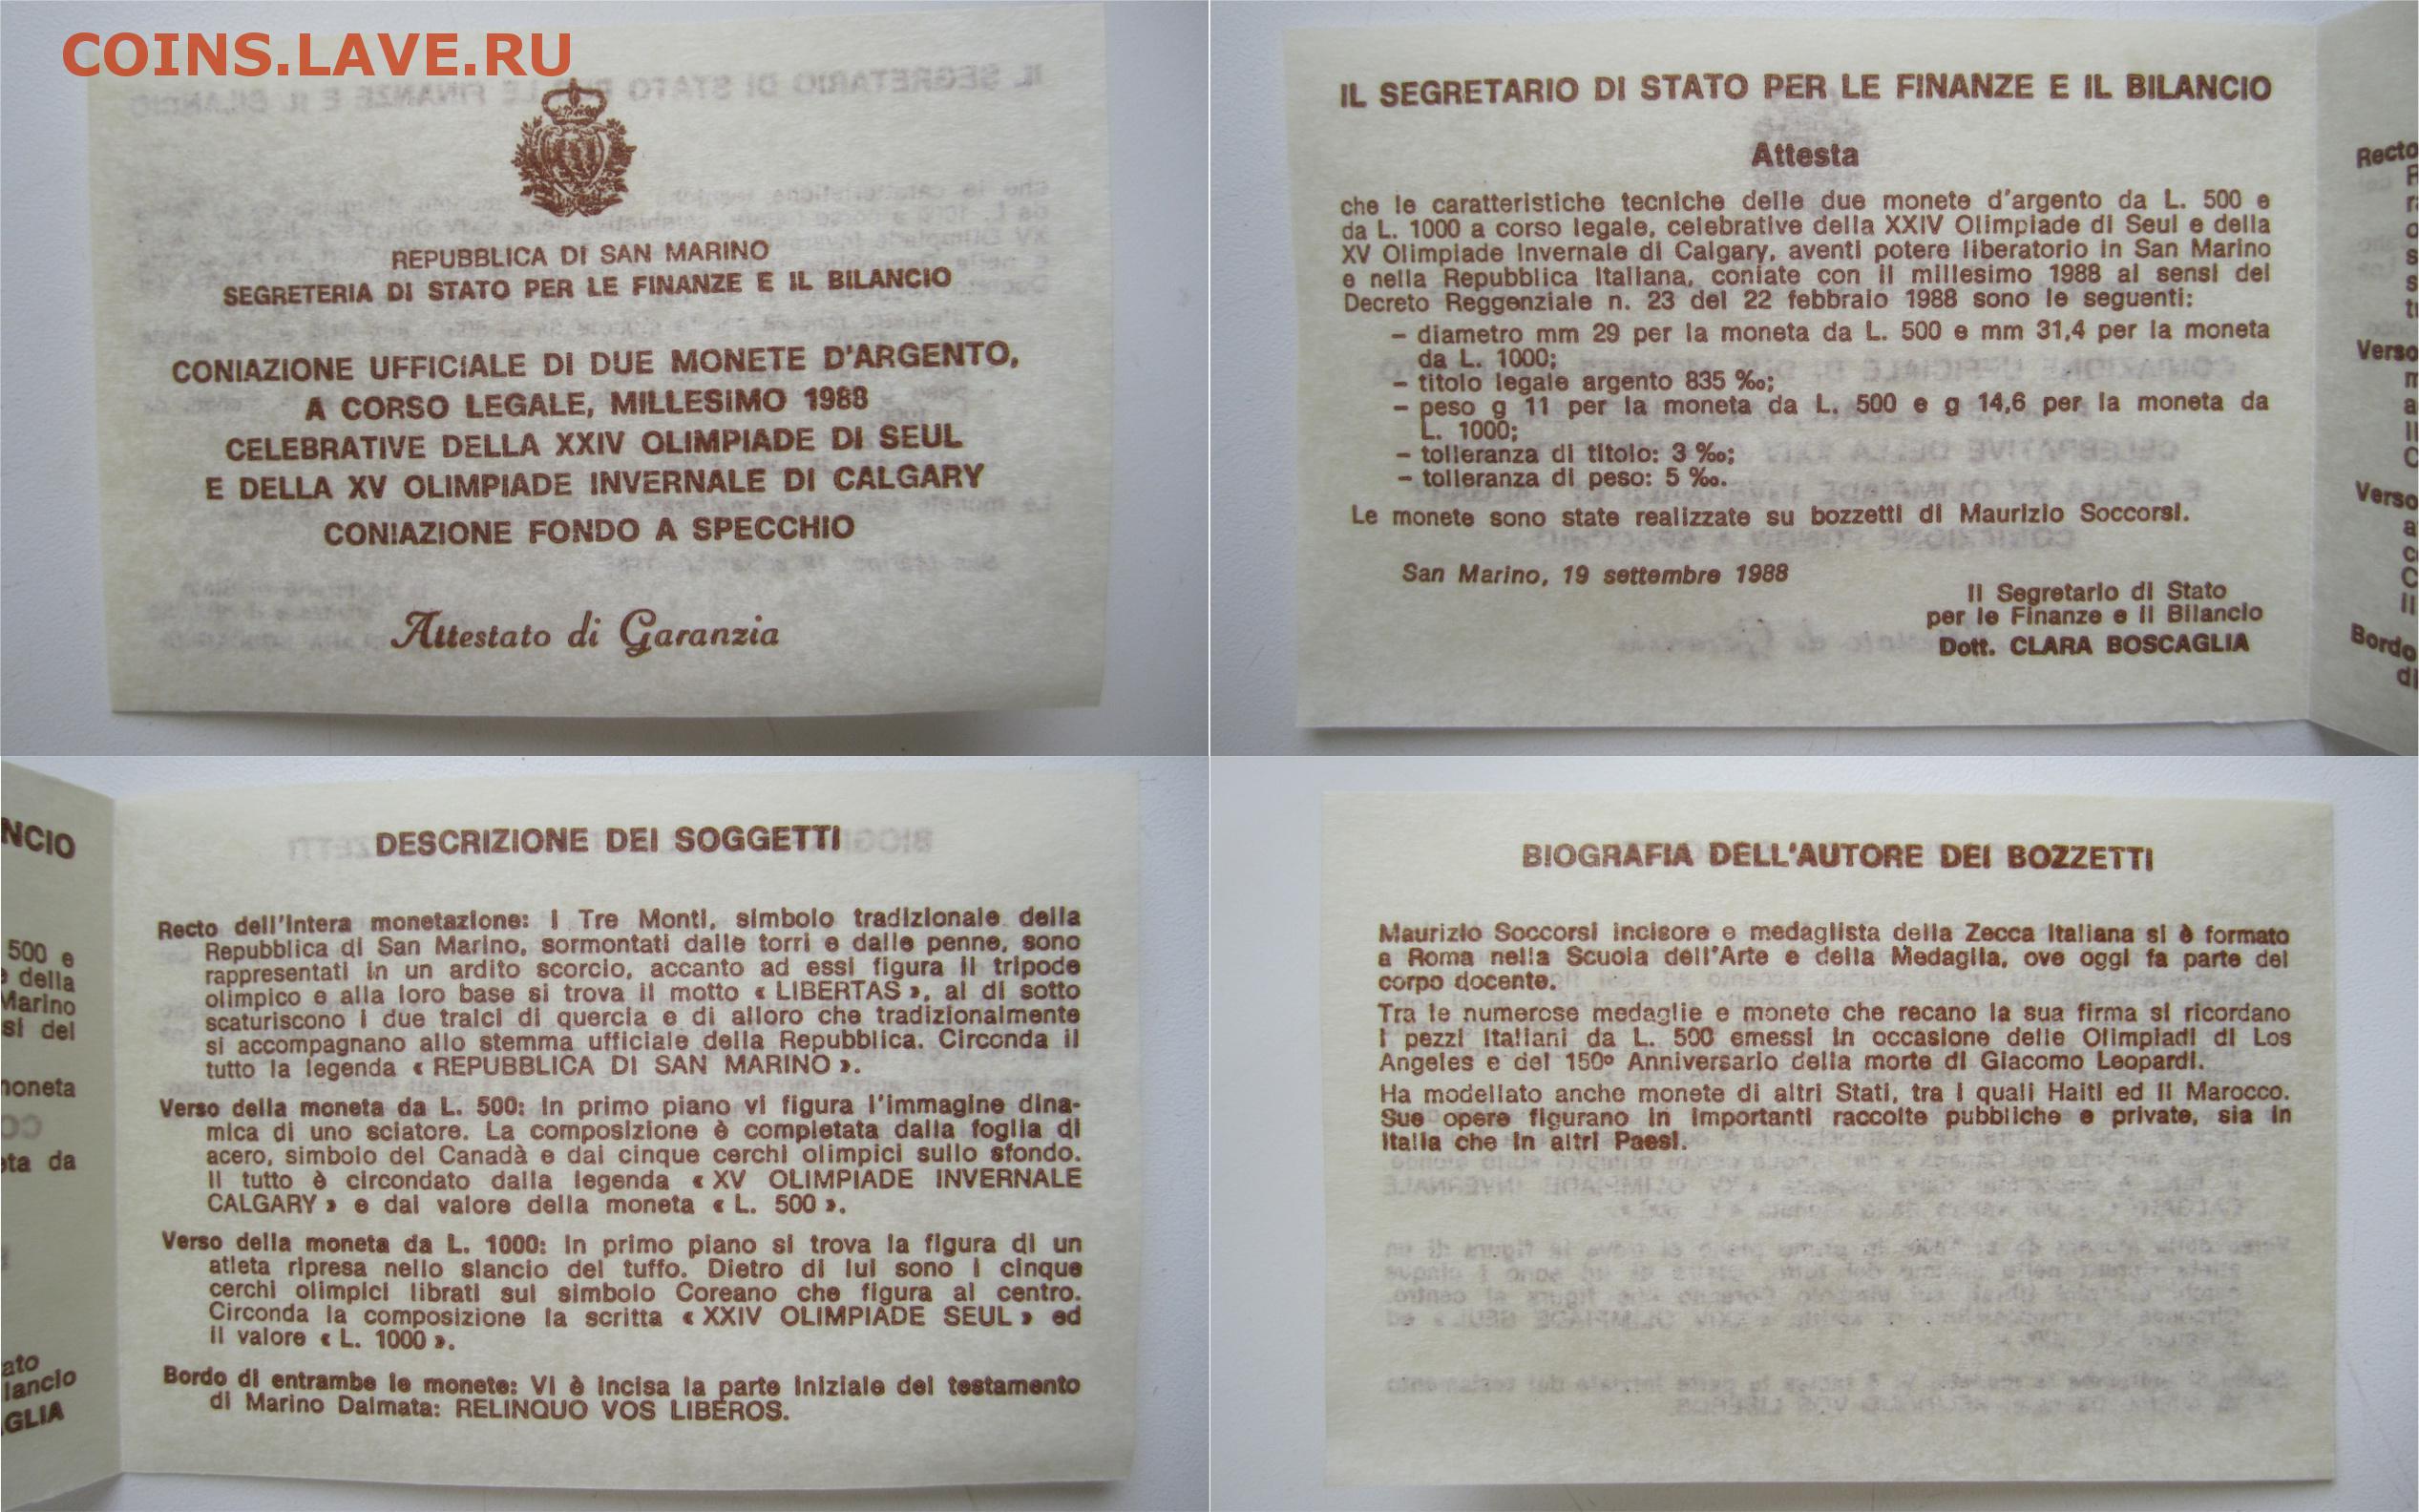 COINS.LAVE.RU
REPUBBLICA DI SAN MARINO
SEGRETERIA DI STATO PER LE FINANZE E IL BILANCIO
CONIAZIONE UFFICIALE DI DUE MONETE D'ARGENTO,
A CORSO LEGALE, MILLESIMO 1988
CELEBRATIVE DELLA XXIV OLIMPIADE DI SEUL
E DELLA XV OLIMPIADE INVERNALE DI CALGARY
CONIAZIONE FONDO A SPECCHIO
Attestato di Garanzia
IL SEGRETARIO DI STATO PER LE FINANZE E IL BILANCIO
Attesta
che le caratteristiche tecniche delle due monete d'argento da L. 500 e
da L. 1000 a corso legale, celebrative della XXIV Olimpiade di Seul e della
XV Olimpiade Invernale di Calgary, aventi potere liberatorio in San Marino
e nella Repubblica Italiana, coniate con il millesimo 1988 ai sensi del
Decreto Reggenziale n. 23 del 22 febbraio 1988 sono le seguenti:
– diametro mm 29 per la moneta da L. 500 e mm 31,4 per la moneta
da L. 1000;
– titolo legale argento 835 ‰;
– peso g 11 per la moneta da L. 500 e g 14,6 per la moneta da
L. 1000;
– tolleranza di titolo: 3 ‰;
– tolleranza di peso: 5 ‰.
Le monete sono state realizzate su bozzetti di Maurizio Soccorsi.
San Marino, 19 settembre 1988
Il Segretario di Stato
per le Finanze e il Bilancio
Dott. CLARA BOSCAGLIA
Recto
Verso
Verso
Bordo
NCIO
500 e
della
Marino
si del
moneta
da
ato
lancio
GLIA
DESCRIZIONE DEI SOGGETTI
Recto dell'intera monetazione: i Tre Monti, simbolo tradizionale della
Repubblica di San Marino, sormontati dalle torri e dalle penne, sono
rappresentati in un ardito scorcio, accanto ad essi figura il tripode
olimpico e alla loro base si trova il motto « LIBERTAS », al di sotto
scaturiscono i due tralci di quercia e di alloro che tradizionalmente
si accompagnano allo stemma ufficiale della Repubblica. Circonda il
tutto la legenda « REPUBBLICA DI SAN MARINO ».
Verso della moneta da L. 500: In primo piano vi figura l'immagine dina-
mica di uno sciatore. La composizione è completata dalla foglia di
acero, simbolo del Canadà e dai cinque cerchi olimpici sullo sfondo.
Il tutto è circondato dalla legenda « XV OLIMPIADE INVERNALE
CALGARY » e dal valore della moneta « L. 500 ».
Verso della moneta da L. 1000: In primo piano si trova la figura di un
atleta ripresa nello slancio del tuffo. Dietro di lui sono i cinque
cerchi olimpici librati sul simbolo Coreano che figura al centro.
Circonda la composizione la scritta « XXIV OLIMPIADE SEUL » ed
il valore « L. 1000 ».
Bordo di entrambe le monete: Vi è incisa la parte iniziale del testamento
di Marino Dalmata: RELINQUO VOS LIBEROS.
BIOGRAFIA DELL'AUTORE DEI BOZZETTI
Maurizio Soccorsi incisore e medaglista della Zecca Italiana si è formato
a Roma nella Scuola dell'Arte e della Medaglia, ove oggi fa parte del
corpo docente.
Tra le numerose medaglie e monete che recano la sua firma si ricordano
i pezzi italiani da L. 500 emessi in occasione delle Olimpiadi di Los
Angeles e del 150º Anniversario della morte di Giacomo Leopardi.
Ha modellato anche monete di altri Stati, tra i quali Haiti ed il Marocco.
Sue opere figurano in importanti raccolte pubbliche e private, sia in
Italia che in altri Paesi.